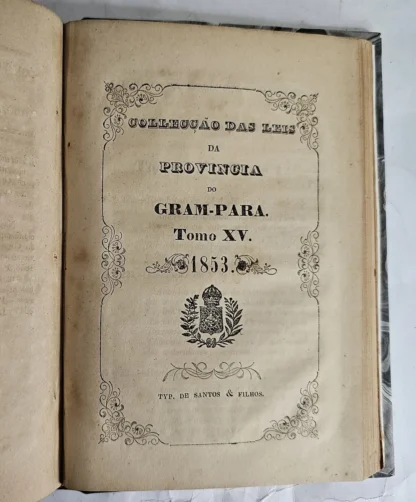 COLLECÇÃO DAS LEIS
DA
PROVINCIA
DO
GRAM-PARA.
Tomo XV.
1853.
TYP. DE SANTOS & FILHOS.